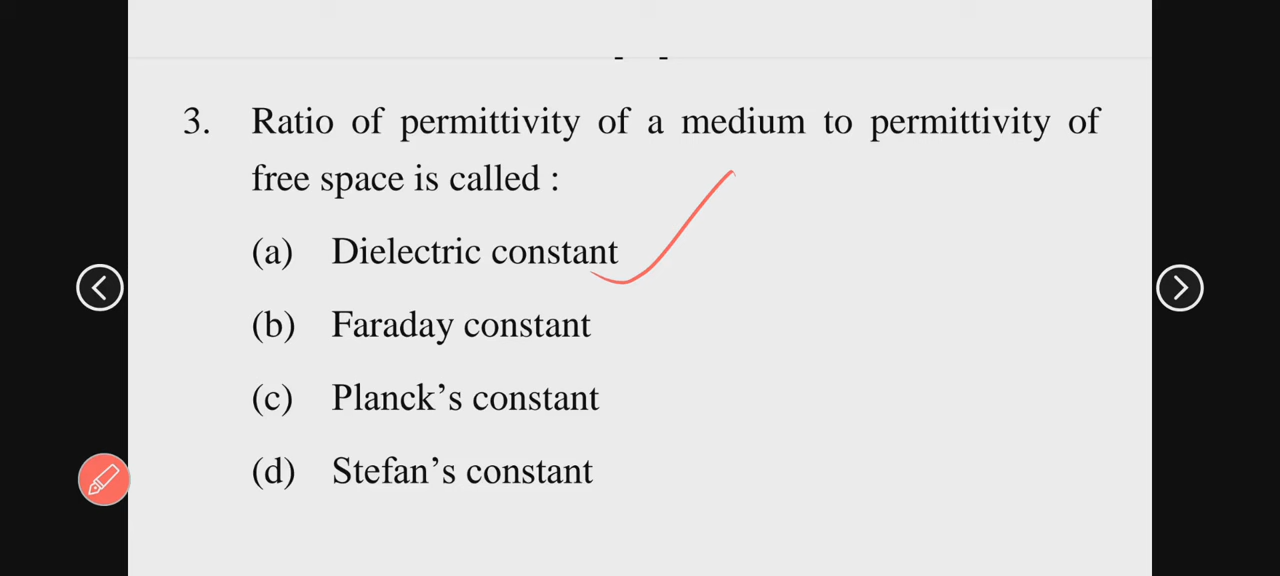 3. Ratio of permittivity of a medium to permittivity of
free space is called :
(a) Dielectric constant
(b) Faraday constant
(c) Planck’s constant
(d) Stefan’s constant